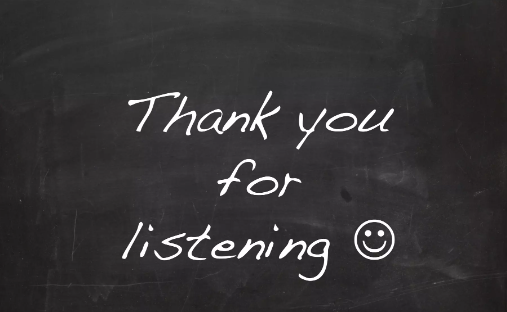 Thank you
for
listening ☺